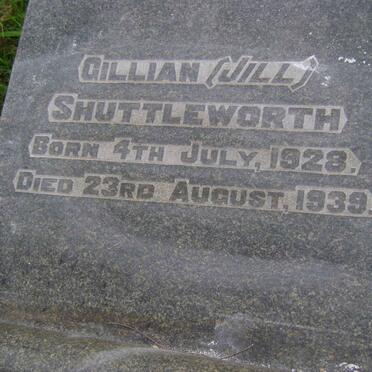 GILLIAN (JILL)
SHUTTLEWORTH
BORN 4TH JULY, 1928.
DIED 23RD AUGUST, 1939.